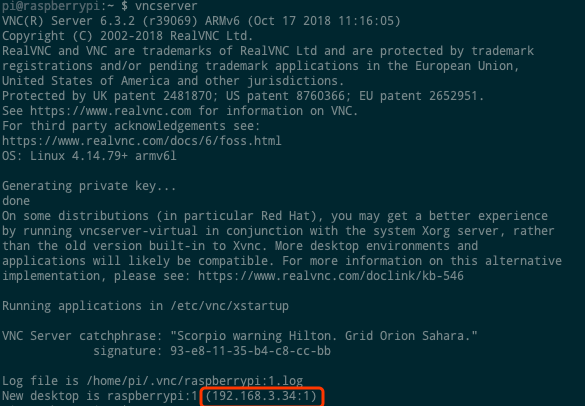 pi@raspberrypi:~ $ vncserver
VNC(R) Server 6.3.2 (r39069) ARMv6 (Oct 17 2018 11:16:05)
Copyright (C) 2002-2018 RealVNC Ltd.
RealVNC and VNC are trademarks of RealVNC Ltd and are protected by trademark
registrations and/or pending trademark applications in the European Union,
United States of America and other jurisdictions.
Protected by UK patent 2481870; US patent 8760366; EU patent 2652951.
See https://www.realvnc.com for information on VNC.
For third party acknowledgements see:
https://www.realvnc.com/docs/6/foss.html
OS: Linux 4.14.79+ armv6l
Generating private key...
done
On some distributions (in particular Red Hat), you may get a better experience
by running vncserver-virtual in conjunction with the system Xorg server, rather
than the old version built-in to Xvnc. More desktop environments and
applications will likely be compatible. For more information on this alternative
implementation, please see: https://www.realvnc.com/doclink/kb-546
Running applications in /etc/vnc/xstartup
VNC Server catchphrase: "Scorpio warning Hilton. Grid Orion Sahara."
signature: 93-e8-11-35-b4-c8-cc-bb
Log file is /home/pi/.vnc/raspberrypi:1.log
New desktop is raspberrypi:1 (192.168.3.34:1)